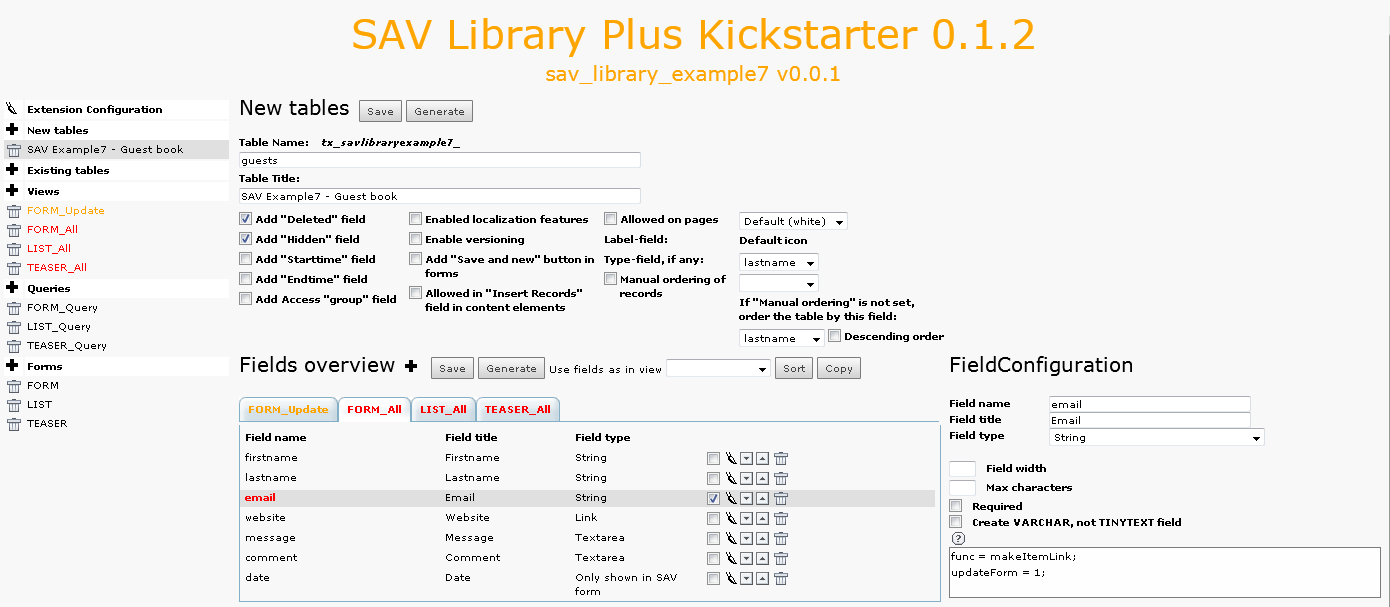 SAV Library Plus Kickstarter 0.1.2
sav_library_example7 v0.0.1
Extension Configuration
New tables
SAV Example7 - Guest book
Existing tables
Views
FORM_Update
FORM_All
LIST_All
TEASER_All
Queries
FORM_Query
LIST_Query
TEASER_Query
Forms
FORM
LIST
TEASER
New tables Save Generate
Table Name: tx_savlibraryexample7_
guests
Table Title:
SAV Example7 - Guest book
Add "Deleted" field
Add "Hidden" field
Add "Starttime" field
Add "Endtime" field
Add Access "group" field
Enabled localization features
Enable versioning
Add "Save and new" button in
forms
Allowed in "Insert Records"
field in content elements
Allowed on pages
Label-field:
Type-field, if any:
Manual ordering of
records
Default (white)
Default icon
lastname
If "Manual ordering" is not set,
order the table by this field:
lastname Descending order
Fields overview Save Generate Use fields as in view Sort Copy
FORM_Update FORM_All LIST_All TEASER_All
Field name Field title Field type
firstname Firstname String
lastname Lastname String
email Email String
website Website Link
message Message Textarea
comment Comment Textarea
date Date Only shown in SAV
form
FieldConfiguration
Field name email
Field title Email
Field type String
Field width
Max characters
Required
Create VARCHAR, not TINYTEXT field
?
func = makeItemLink;
updateForm = 1;